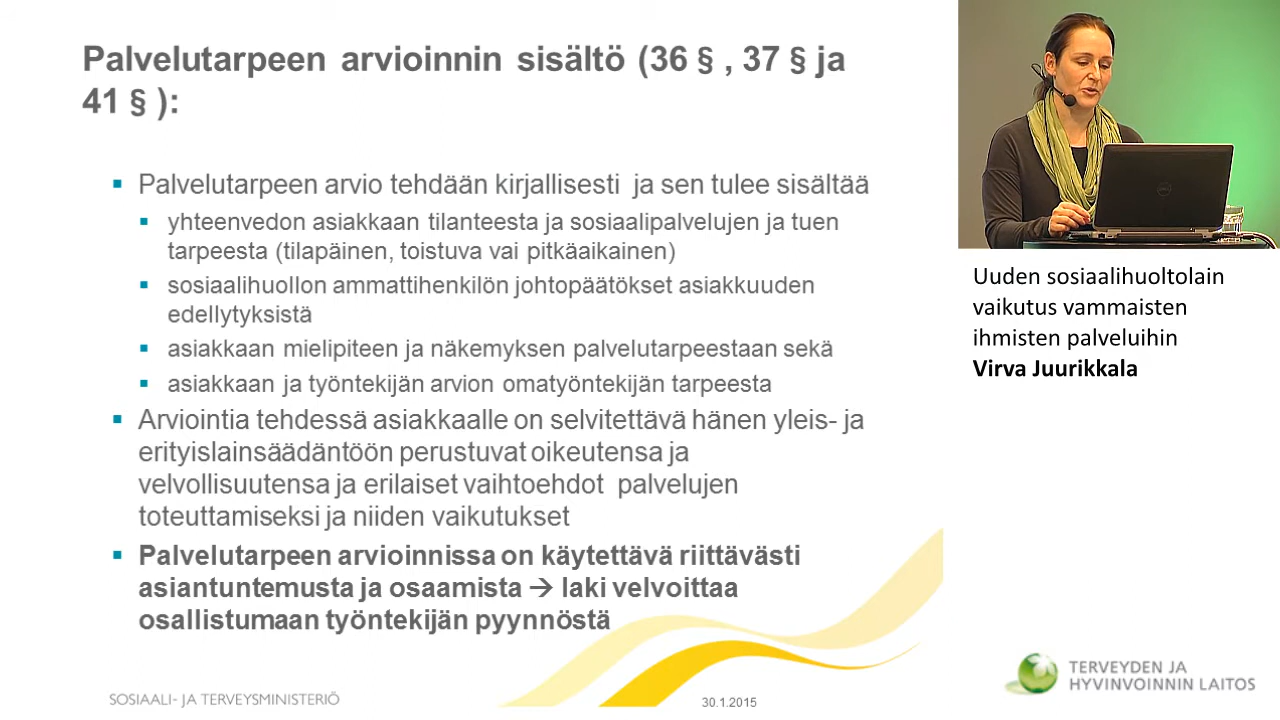 Palvelutarpeen arvioinnin sisältö (36 § , 37 § ja
41 § ):
Palvelutarpeen arvio tehdään kirjallisesti ja sen tulee sisältää
yhteenvedon asiakkaan tilanteesta ja sosiaalipalvelujen ja tuen
tarpeesta (tilapäinen, toistuva vai pitkäaikainen)
sosiaalihuollon ammattihenkilön johtopäätökset asiakkuuden
edellytyksistä
asiakkaan mielipiteen ja näkemyksen palvelutarpeestaan sekä
asiakkaan ja työntekijän arvion omatyöntekijän tarpeesta
Arviointia tehdessä asiakkaalle on selvitettävä hänen yleis- ja
erityislainsäädäntöön perustuvat oikeutensa ja
velvollisuutensa ja erilaiset vaihtoehdot palvelujen
toteuttamiseksi ja niiden vaikutukset
Palvelutarpeen arvioinnissa on käytettävä riittävästi
asiantuntemusta ja osaamista → laki velvoittaa
osallistumaan työntekijän pyynnöstä
SOSIAALI- JA TERVEYSMINISTERIÖ
30.1.2015
Uuden sosiaalihuoltolain
vaikutus vammaisten
ihmisten palveluihin
Virva Juurikkala
TERVEYDEN JA
HYVINVOINNIN LAITOS